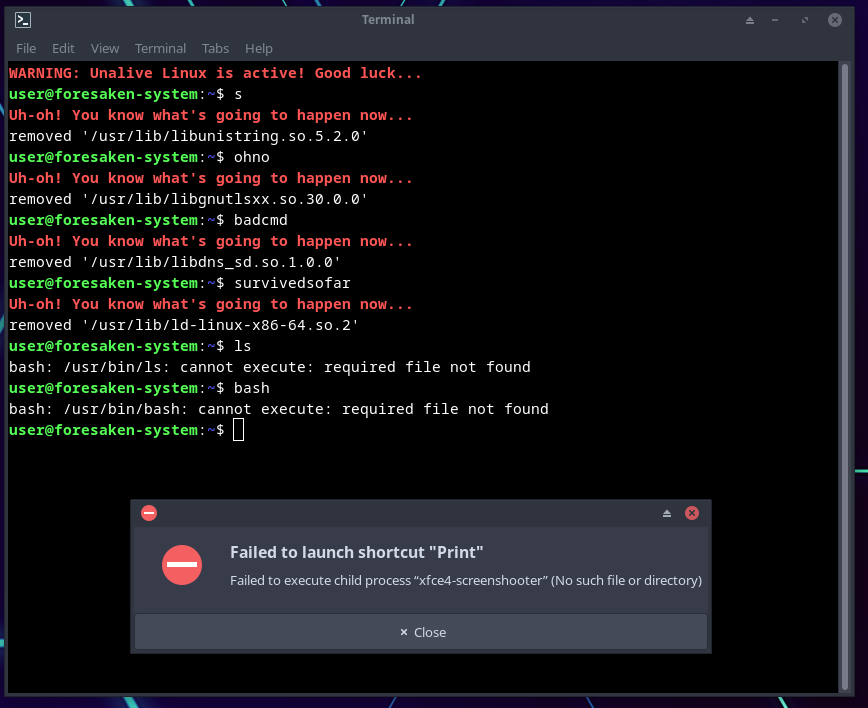 Terminal
File Edit View Terminal Tabs Help
WARNING: Unalive Linux is active! Good luck...
user@foresaken-system:~$ s
Uh-oh! You know what's going to happen now...
removed '/usr/lib/libunistring.so.5.2.0'
user@foresaken-system:~$ ohno
Uh-oh! You know what's going to happen now...
removed '/usr/lib/libgnutlsxx.so.30.0.0'
user@foresaken-system:~$ badcmd
Uh-oh! You know what's going to happen now...
removed '/usr/lib/libdns_sd.so.1.0.0'
user@foresaken-system:~$ survivedsofar
Uh-oh! You know what's going to happen now...
removed '/usr/lib/ld-linux-x86-64.so.2'
user@foresaken-system:~$ ls
bash: /usr/bin/ls: cannot execute: required file not found
user@foresaken-system:~$ bash
bash: /usr/bin/bash: cannot execute: required file not found
user@foresaken-system:~$
Failed to launch shortcut "Print"
Failed to execute child process “xfce4-screenshooter” (No such file or directory)
Close